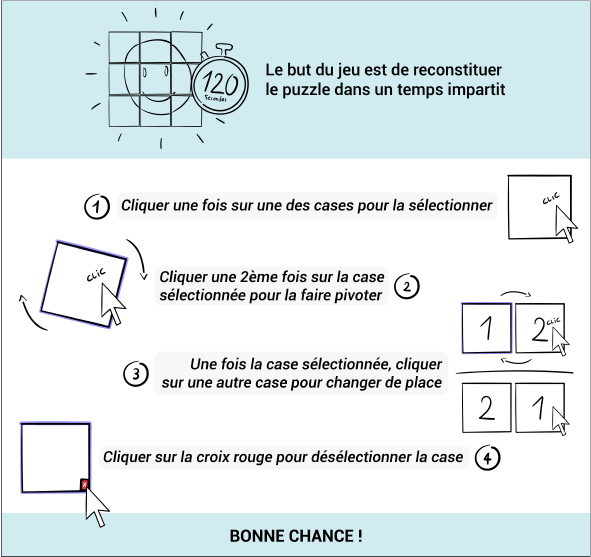 120
secondes
Le but du jeu est de reconstituer
le puzzle dans un temps imparti
1
Cliquer une fois sur une des cases pour la sélectionner
CLIC
CLIC
Cliquer une 2ème fois sur la case
sélectionnée pour la faire pivoter
2
1
2
CLIC
3
Une fois la case sélectionnée, cliquer
sur une autre case pour changer de place
2
1
Cliquer sur la croix rouge pour désélectionner la case
4
x
BONNE CHANCE !